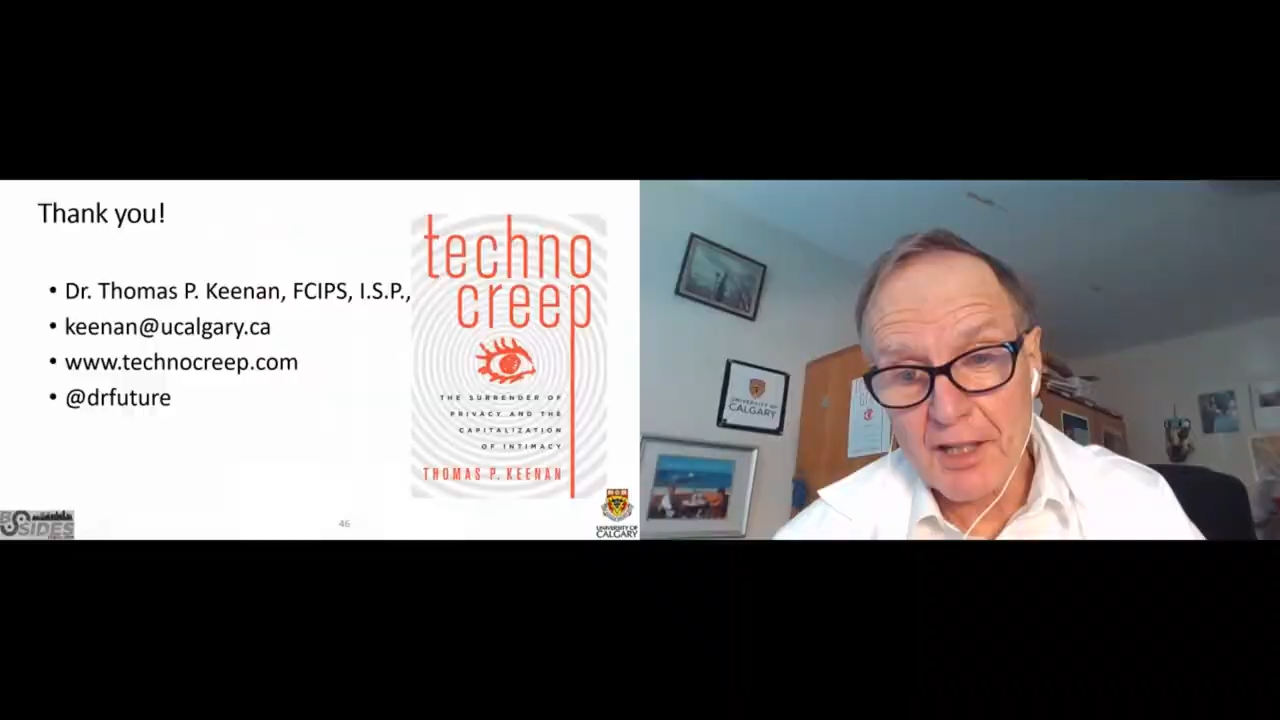 Thank you!
• Dr. Thomas P. Keenan, FCIPS, I.S.P.,
• keenan@ucalgary.ca
• www.technocreep.com
• @drfuture
techno
creep
THE SURRENDER OF
PRIVACY AND THE
CAPITALIZATION
OF INTIMACY
THOMAS P. KEENAN
SIDES
46
UNIVERSITY OF
CALGARY
UNIVERSITY OF
CALGARY